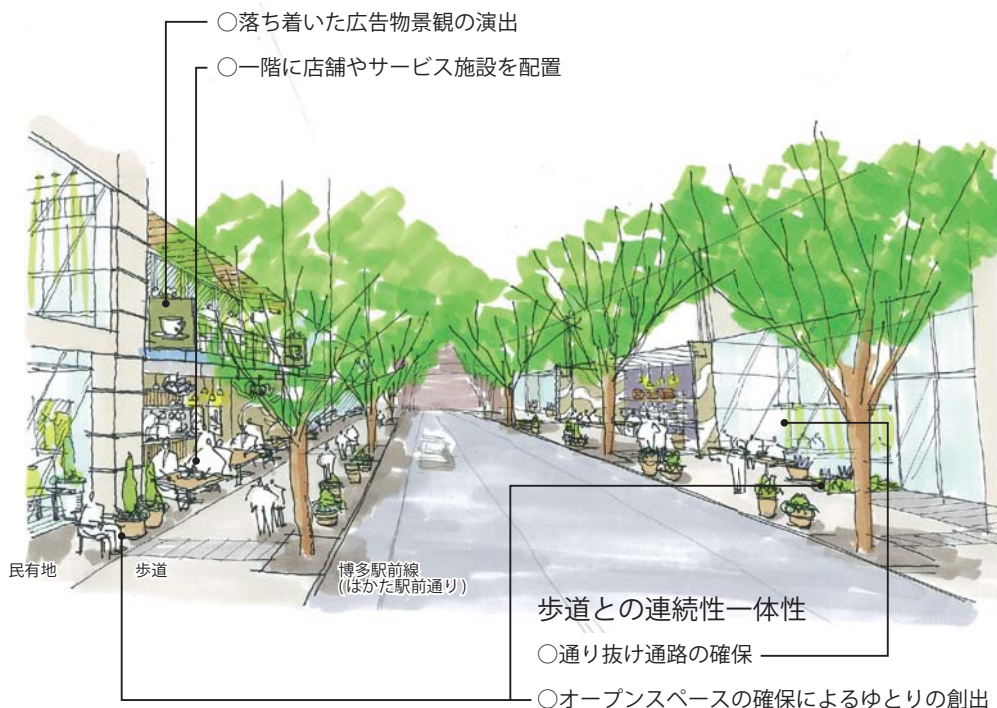 ○落ち着いた広告物景観の演出
○一階に店舗やサービス施設を配置
民有地
歩道
博多駅前線
(はかた駅前通り)
歩道との連続性一体性
○通り抜け通路の確保
○オープンスペースの確保によるゆとりの創出